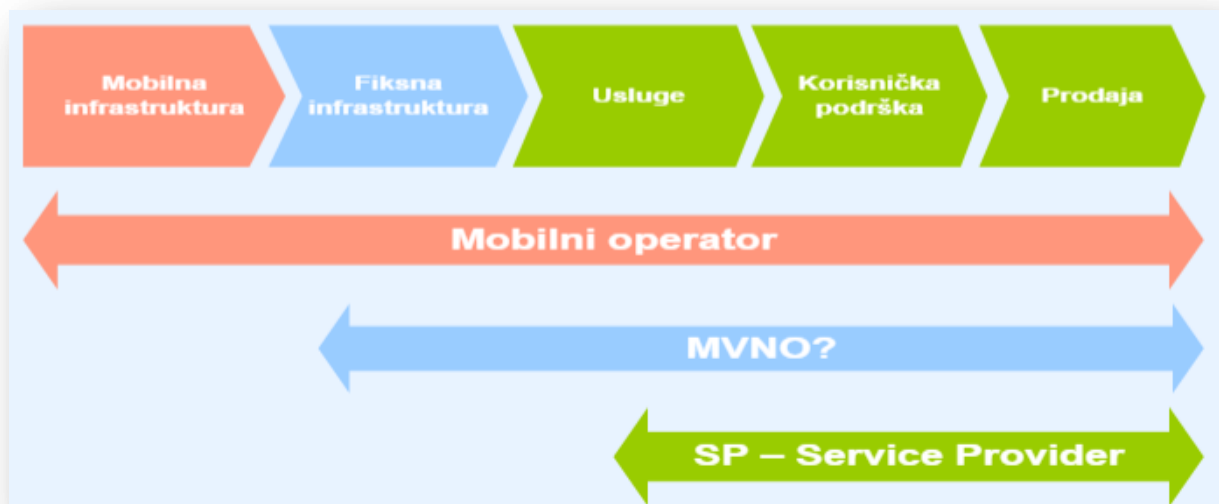 Mobilna
infrastruktura
Fiksna
infrastruktura
Usluge
Korisnička
podrška
Prodaja
Mobilni operator
MVNO?
SP – Service Provider